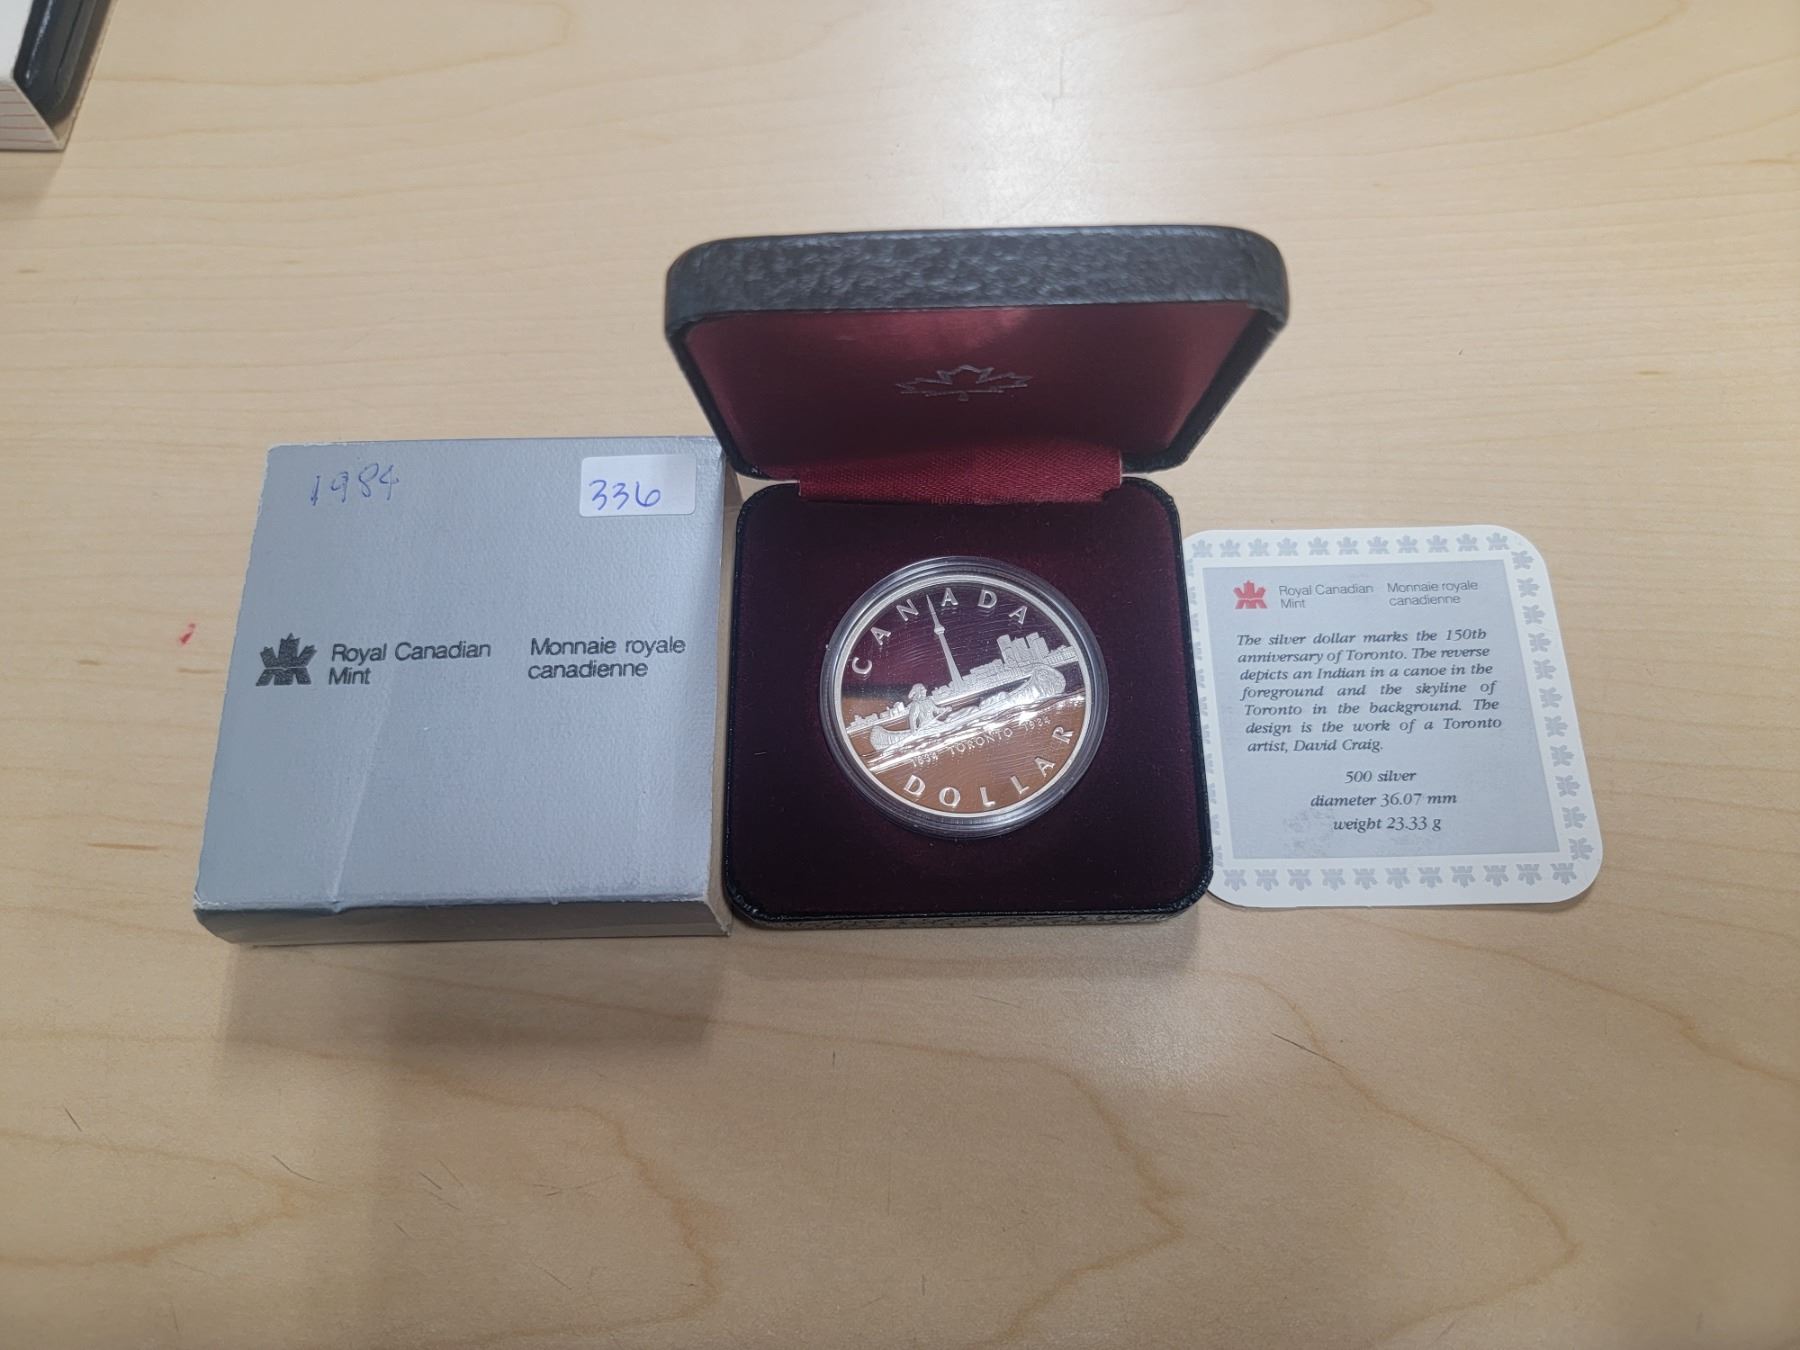 1984
336
Royal Canadian Mint
Monnaie royale canadienne
CANADA
1834 TORONTO 1984
DOLLAR
Royal Canadian Mint
Monnaie royale canadienne
The silver dollar marks the 150th
anniversary of Toronto. The reverse
depicts an Indian in a canoe in the
foreground and the skyline of
Toronto in the background. The
design is the work of a Toronto
artist, David Craig.
500 silver
diameter 36.07 mm
weight 23.33 g